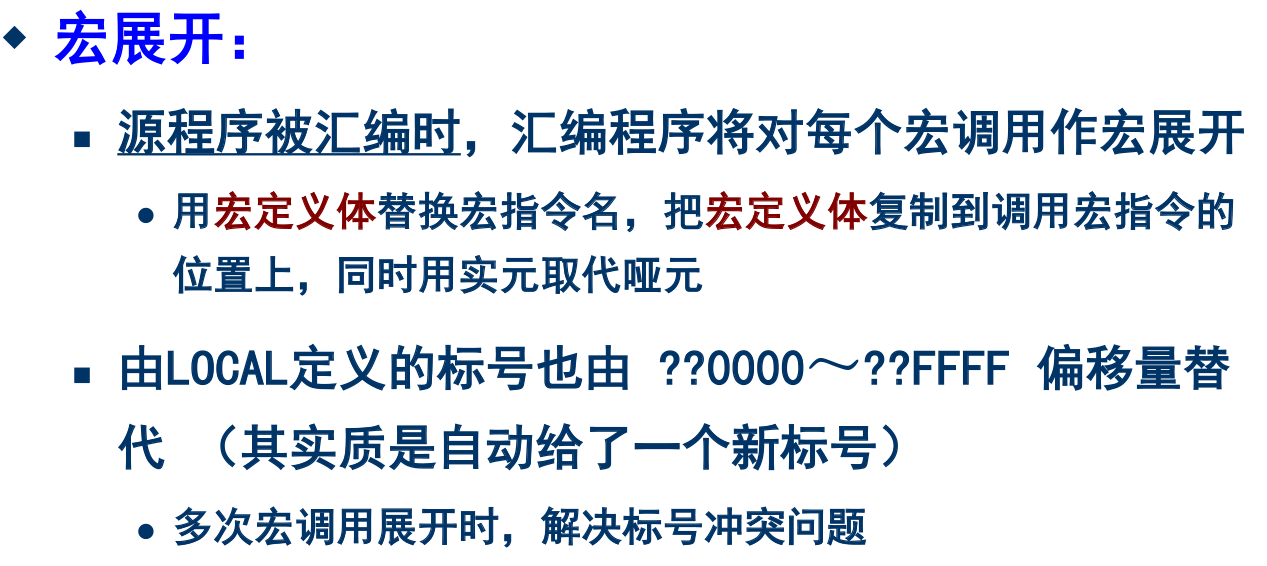 宏展开：
源程序被汇编时，汇编程序将对每个宏调用作宏展开
用宏定义体替换宏指令名，把宏定义体复制到调用宏指令的
位置上，同时用实元取代哑元
由LOCAL定义的标号也由 ??0000～??FFFF 偏移量替
代 （其实质是自动给了一个新标号）
多次宏调用展开时，解决标号冲突问题